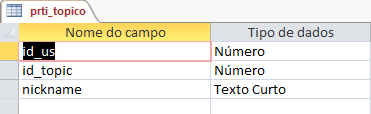 prti_topico
Nome do campo Tipo de dados
id_us Número
id_topic Número
nickname Texto Curto